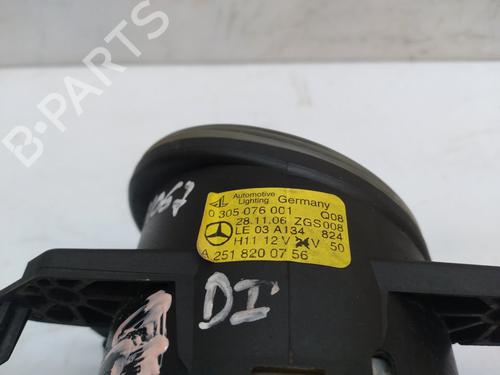 B-PARTS
Automotive Lighting Germany
0 305 076 001 Q08
28.11.06 ZGS 008
LE 03 A134 824
H11 12 V V 50
A 251 820 07 56
DI